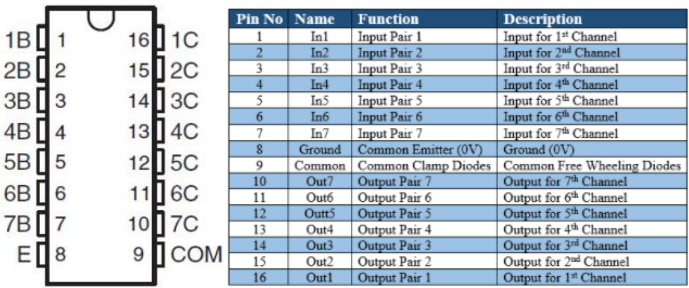 1B 1 16 1C
2B 2 15 2C
3B 3 14 3C
4B 4 13 4C
5B 5 12 5C
6B 6 11 6C
7B 7 10 7C
E 8 9 COM
Pin No Name Function Description
1 In1 Input Pair 1 Input for 1st Channel
2 In2 Input Pair 2 Input for 2nd Channel
3 In3 Input Pair 3 Input for 3rd Channel
4 In4 Input Pair 4 Input for 4th Channel
5 In5 Input Pair 5 Input for 5th Channel
6 In6 Input Pair 6 Input for 6th Channel
7 In7 Input Pair 7 Input for 7th Channel
8 Ground Common Emitter (0V) Ground (0V)
9 Common Common Clamp Diodes Common Free Wheeling Diodes
10 Out7 Output Pair 7 Output for 7th Channel
11 Out6 Output Pair 6 Output for 6th Channel
12 Outt5 Output Pair 5 Output for 5th Channel
13 Out4 Output Pair 4 Output for 4th Channel
14 Out3 Output Pair 3 Output for 3rd Channel
15 Out2 Output Pair 2 Output for 2nd Channel
16 Out1 Output Pair 1 Output for 1st Channel